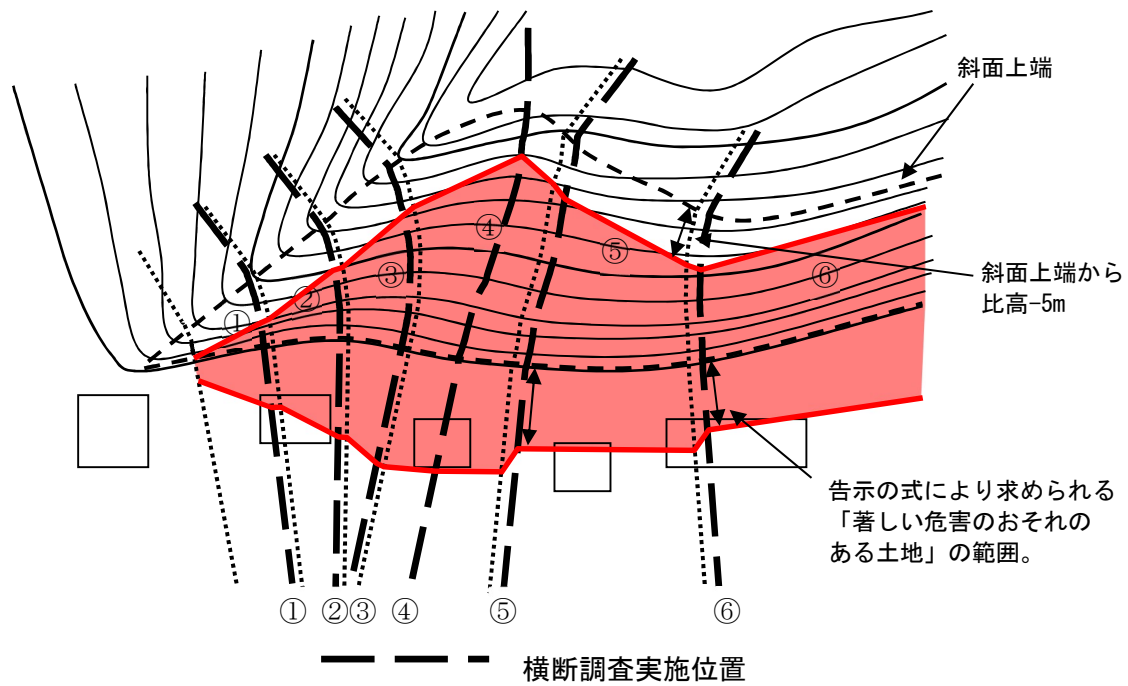 斜面上端
④
⑤
③
⑥
斜面上端から
比高-5m
②
①
告示の式により求められる
「著しい危害のおそれの
ある土地」の範囲。
① ② ③ ④ ⑤ ⑥
横断調査実施位置